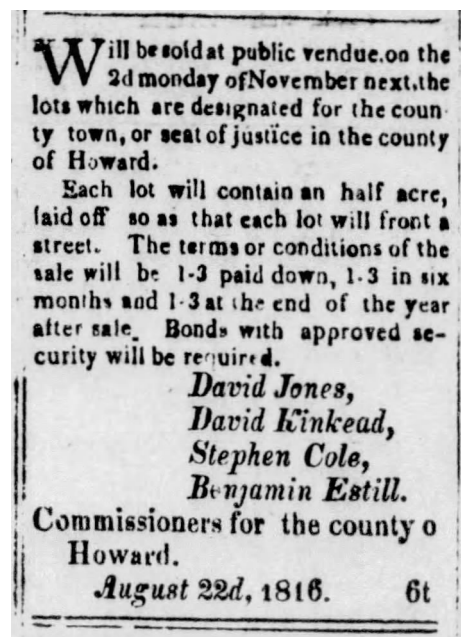 Will be sold at public vendue, on the
2d monday of November next, the
lots which are designated for the coun-
ty town, or seat of justice in the county
of Howard.
Each lot will contain an half acre,
laid off so as that each lot will front a
street. The terms or conditions of the
sale will be 1-3 paid down, 1-3 in six
months and 1-3 at the end of the year
after sale. Bonds with approved se-
curity will be required.
David Jones,
David Kinkead,
Stephen Cole,
Benjamin Estill.
Commissioners for the county o
Howard.
August 22d, 1816. 6t